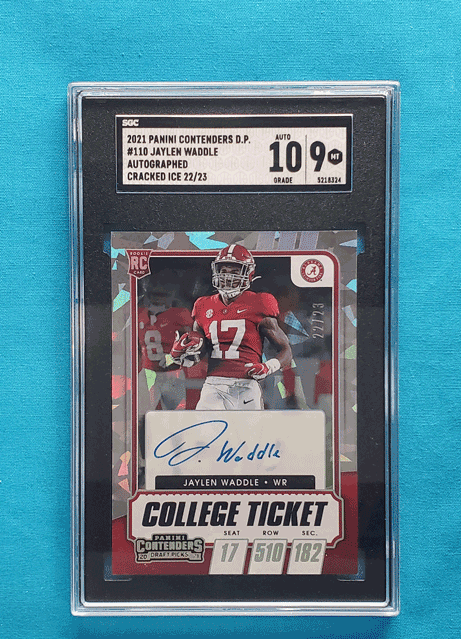 SGC
2021 PANINI CONTENDERS D.P.
#110 JAYLEN WADDLE
AUTOGRAPHED
CRACKED ICE 22/23
AUTO
10
GRADE
9
5218324
ROOKIE
RC
CARD
A
22/23
17
8
J. Waddle
JAYLEN WADDLE • WR
COLLEGE TICKET
SEAT ROW SEC.
17 510 182
PANINI
CONTENDERS
DRAFT PICKS